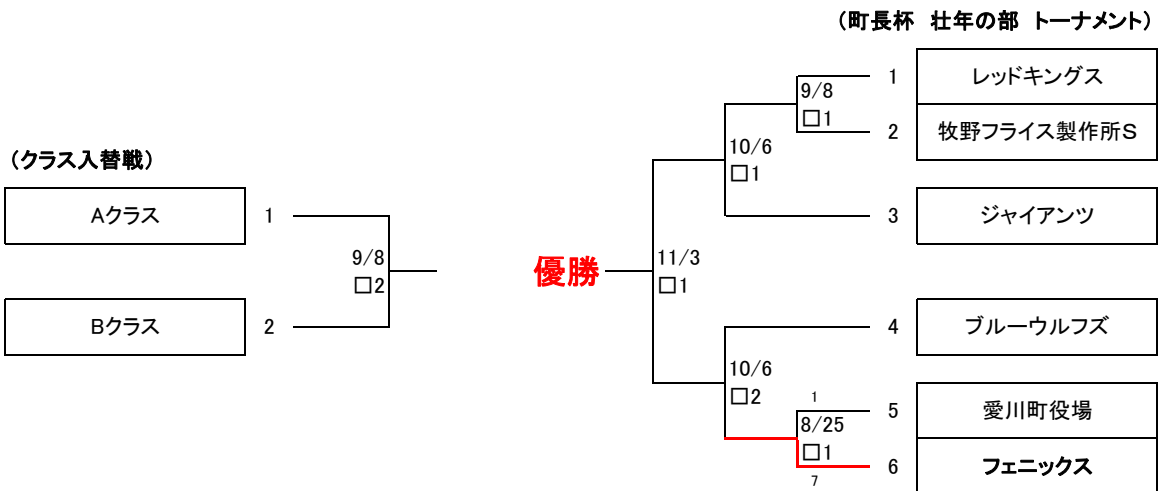 (町長杯 壮年の部 トーナメント)
1 レッドキングス
9/8
□1
2 牧野フライス製作所S
10/6
□1
3 ジャイアンツ
(クラス入替戦)
Aクラス 1
9/8
□2
Bクラス 2
優勝
11/3
□1
4 ブルーウルフズ
10/6
□2
1
5 愛川町役場
8/25
□1
6 フェニックス
7